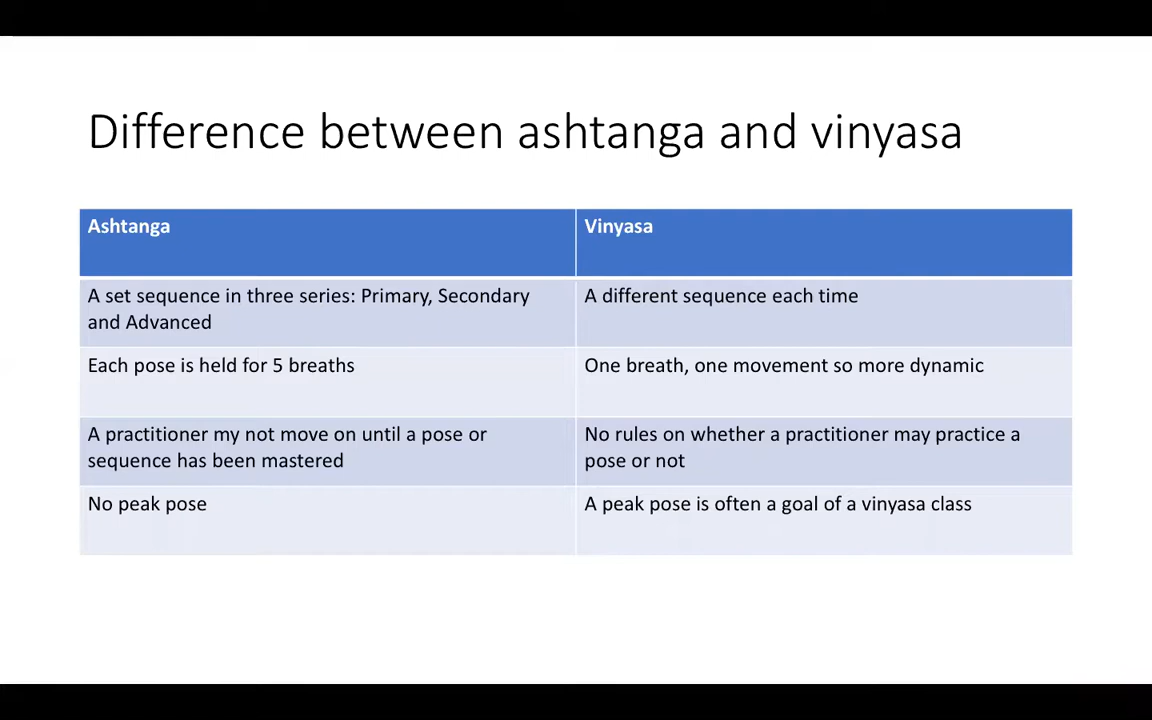 Difference between ashtanga and vinyasa
Ashtanga
Vinyasa
A set sequence in three series: Primary, Secondary
and Advanced
A different sequence each time
Each pose is held for 5 breaths
One breath, one movement so more dynamic
A practitioner my not move on until a pose or
sequence has been mastered
No rules on whether a practitioner may practice a
pose or not
No peak pose
A peak pose is often a goal of a vinyasa class